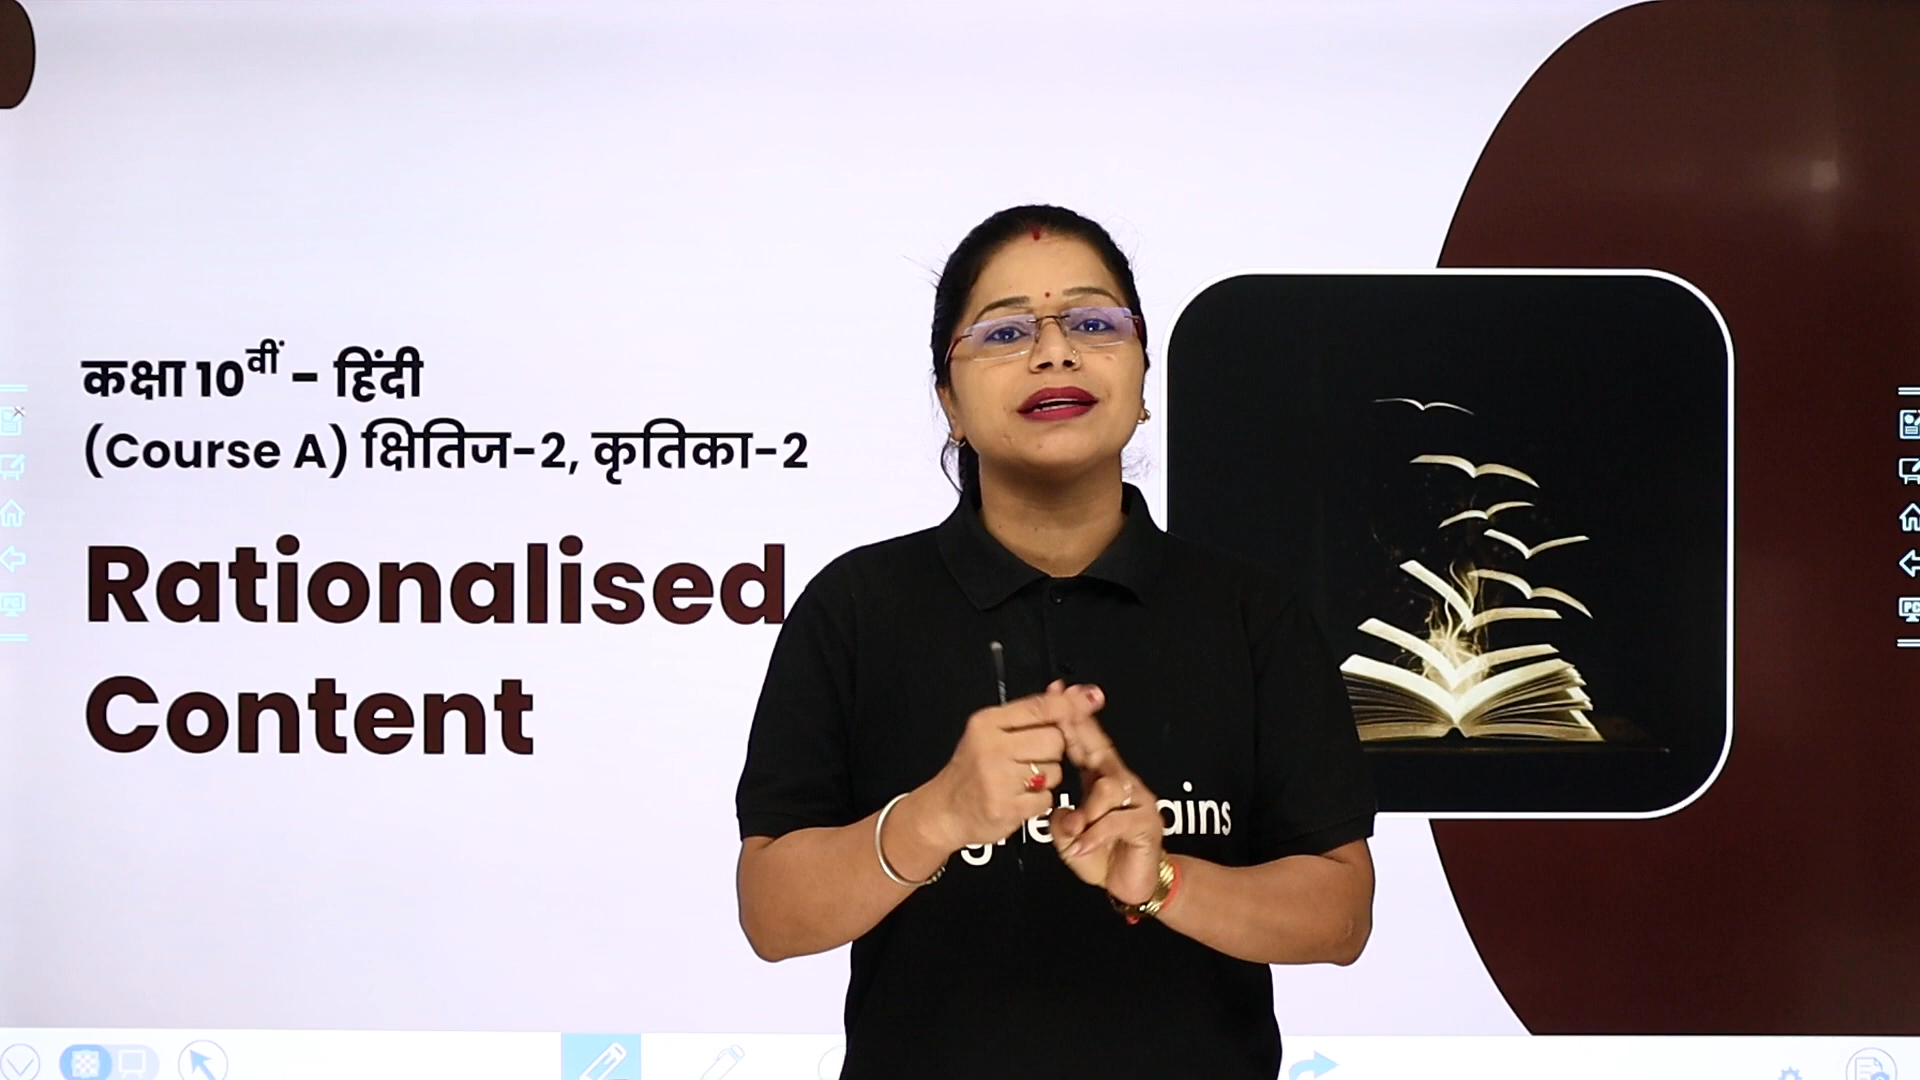 कक्षा 10वीं - हिंदी
(Course A) क्षितिज-2, कृतिका-2
Rationalised
Content